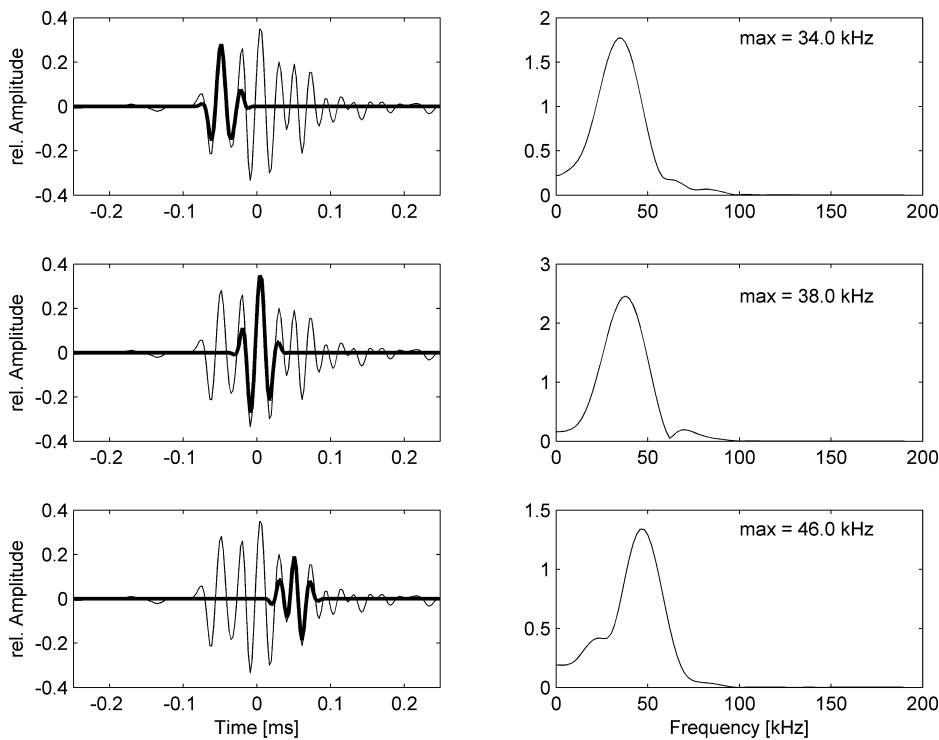 0.4
0.2
0
-0.2
-0.4
rel. Amplitude
-0.2 -0.1 0 0.1 0.2
2
1.5
1
0.5
0
max = 34.0 kHz
0 50 100 150 200
0.4
0.2
0
-0.2
-0.4
rel. Amplitude
-0.2 -0.1 0 0.1 0.2
3
2
1
0
max = 38.0 kHz
0 50 100 150 200
0.4
0.2
0
-0.2
-0.4
rel. Amplitude
-0.2 -0.1 0 0.1 0.2
Time [ms]
1.5
1
0.5
0
max = 46.0 kHz
0 50 100 150 200
Frequency [kHz]